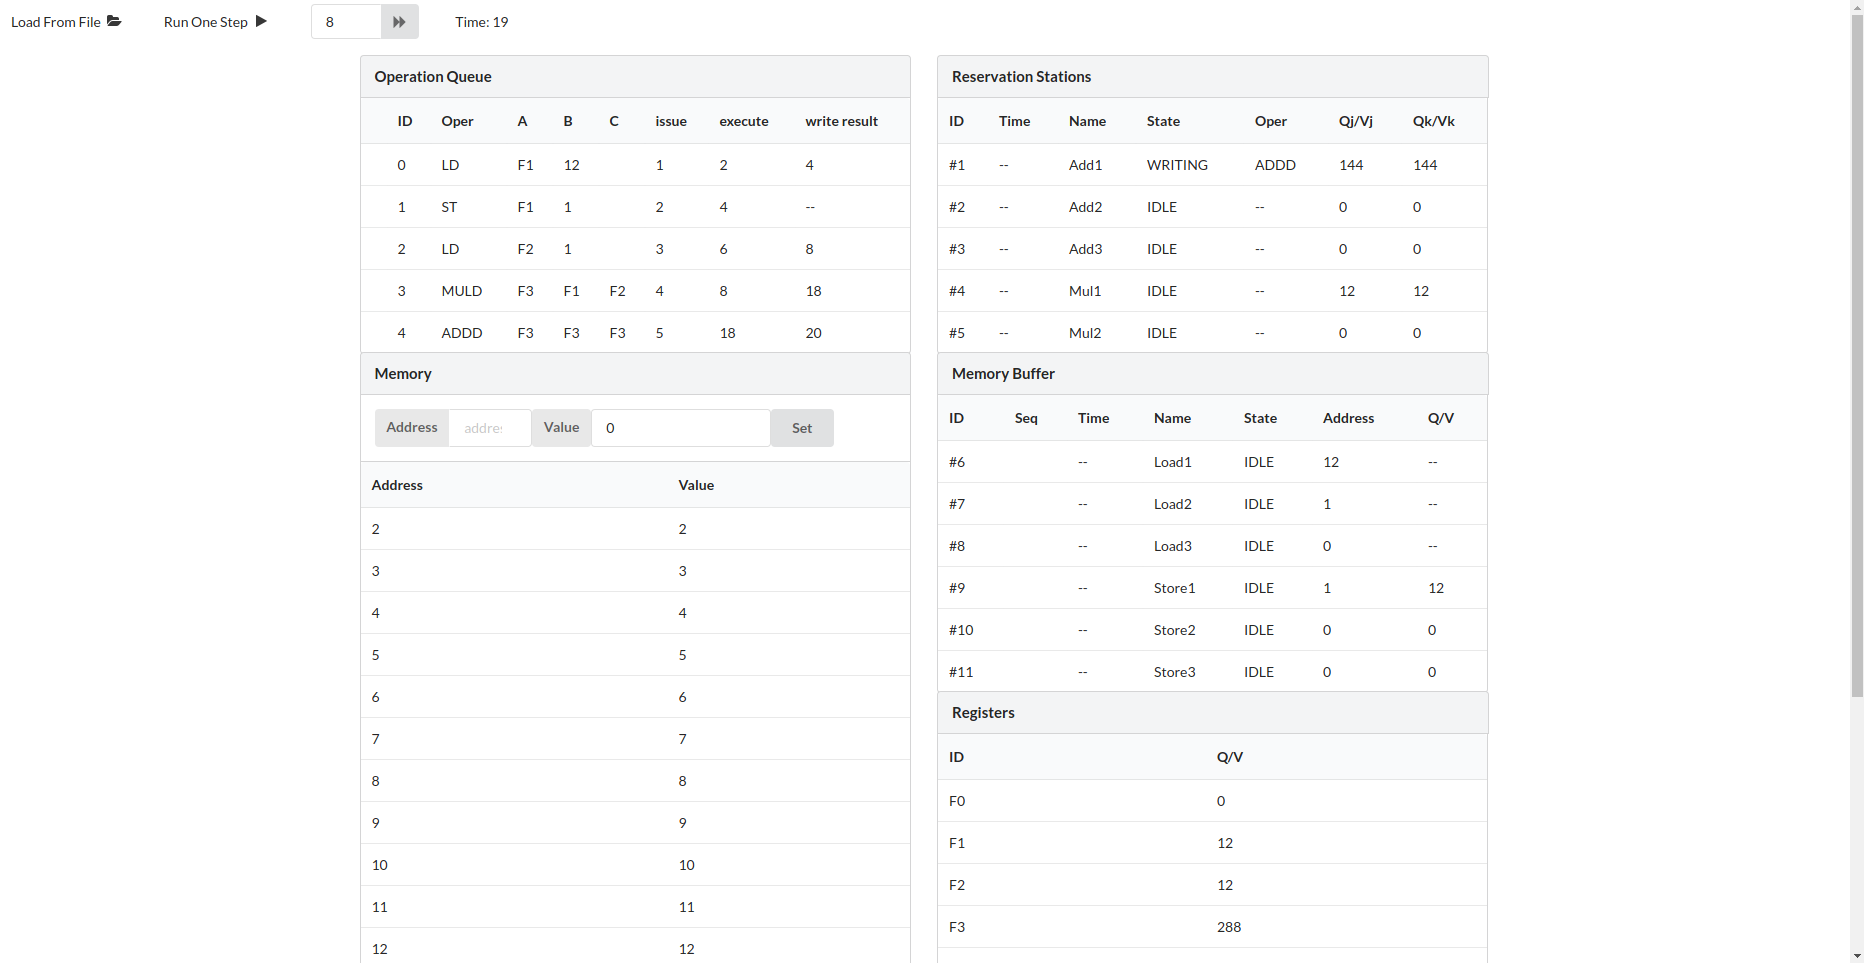 Load From File Run One Step 8 Time: 19
Operation Queue
ID Oper A B C issue execute write result
0 LD F1 12 1 2 4
1 ST F1 1 2 4 --
2 LD F2 1 3 6 8
3 MULD F3 F1 F2 4 8 18
4 ADDD F3 F3 F3 5 18 20
Memory
Address addre Value 0 Set
Address Value
2 2
3 3
4 4
5 5
6 6
7 7
8 8
9 9
10 10
11 11
12 12
Reservation Stations
ID Time Name State Oper Qj/Vj Qk/Vk
#1 -- Add1 WRITING ADDD 144 144
#2 -- Add2 IDLE -- 0 0
#3 -- Add3 IDLE -- 0 0
#4 -- Mul1 IDLE -- 12 12
#5 -- Mul2 IDLE -- 0 0
Memory Buffer
ID Seq Time Name State Address Q/V
#6 -- Load1 IDLE 12 --
#7 -- Load2 IDLE 1 --
#8 -- Load3 IDLE 0 --
#9 -- Store1 IDLE 1 12
#10 -- Store2 IDLE 0 0
#11 -- Store3 IDLE 0 0
Registers
ID Q/V
F0 0
F1 12
F2 12
F3 288